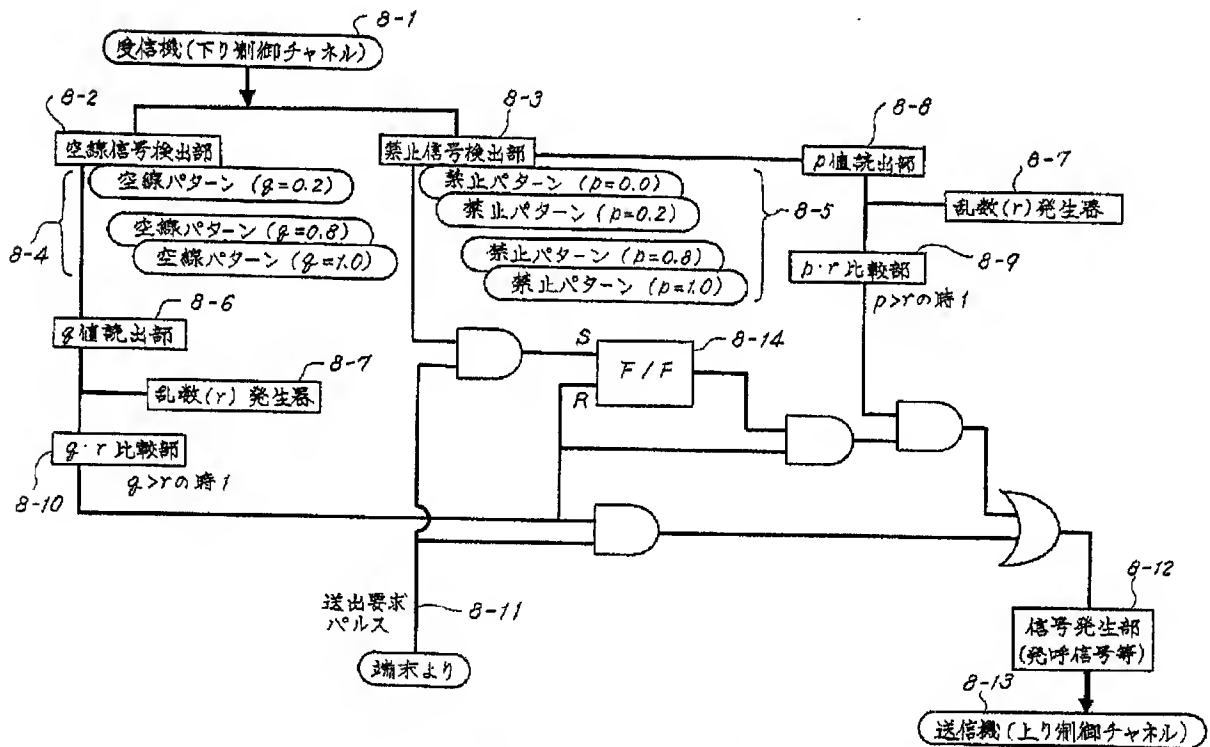 8-1
受信機(下り制御チャネル)
8-2
空線信号検出部
8-3
禁止信号検出部
8-8
p値読出部
8-7
乱数(r)発生器
8-4
空線パターン (q=0.2)
空線パターン (q=0.8)
空線パターン (q=1.0)
禁止パターン (p=0.0)
禁止パターン (p=0.2)
禁止パターン (p=0.8)
禁止パターン (p=1.0)
8-5
8-9
p・r比較部
p>rの時1
8-6
q値読出部
8-7
乱数(r)発生器
q・r比較部
8-10
q>rの時1
S
R
F/F
8-14
送出要求
パルス
8-11
端末より
8-12
信号発生部
(発呼信号等)
8-13
送信機(上り制御チャネル)